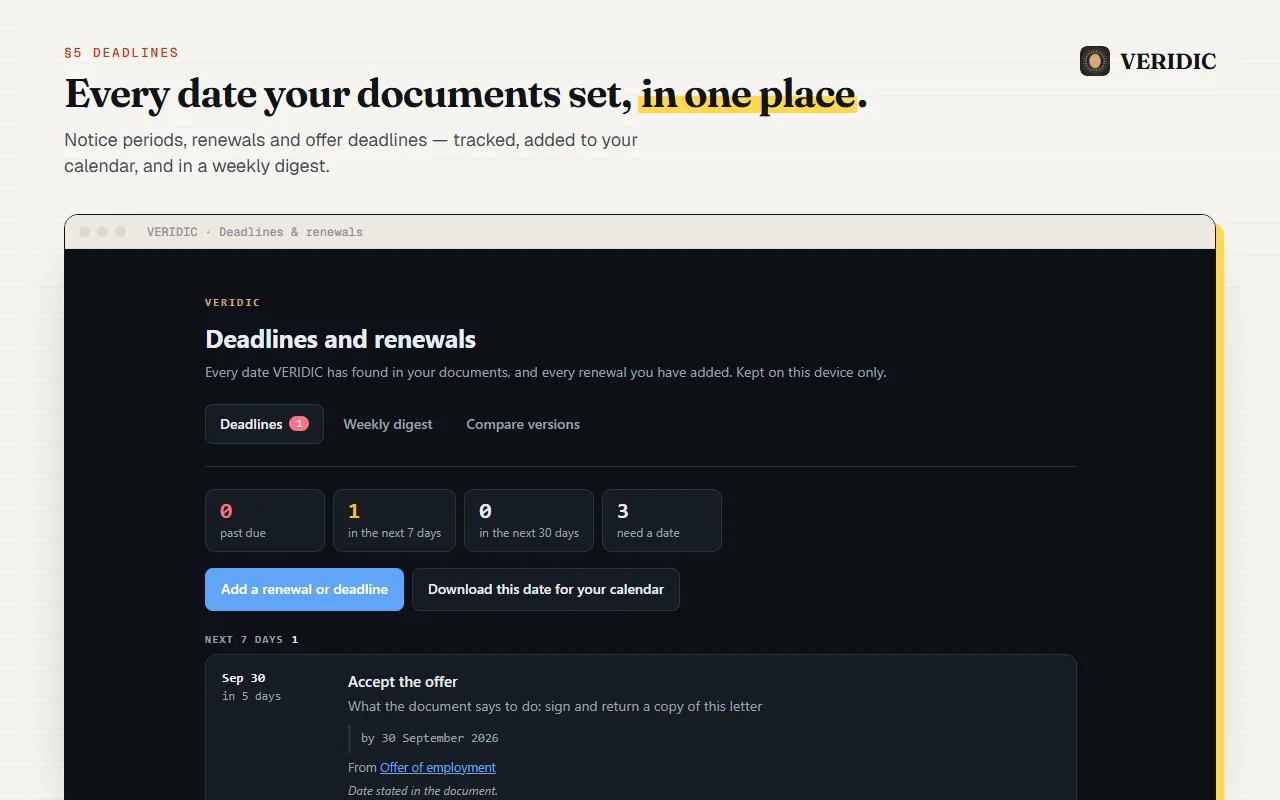 §5 DEADLINES
VERIDIC
Every date your documents set, in one place.
Notice periods, renewals and offer deadlines — tracked, added to your
calendar, and in a weekly digest.
VERIDIC · Deadlines & renewals
VERIDIC
Deadlines and renewals
Every date VERIDIC has found in your documents, and every renewal you have added. Kept on this device only.
Deadlines 1 Weekly digest Compare versions
0 1 0 3
past due in the next 7 days in the next 30 days need a date
Add a renewal or deadline Download this date for your calendar
NEXT 7 DAYS 1
Sep 30 Accept the offer
in 5 days What the document says to do: sign and return a copy of this letter
by 30 September 2026
From Offer of employment
Date stated in the document.